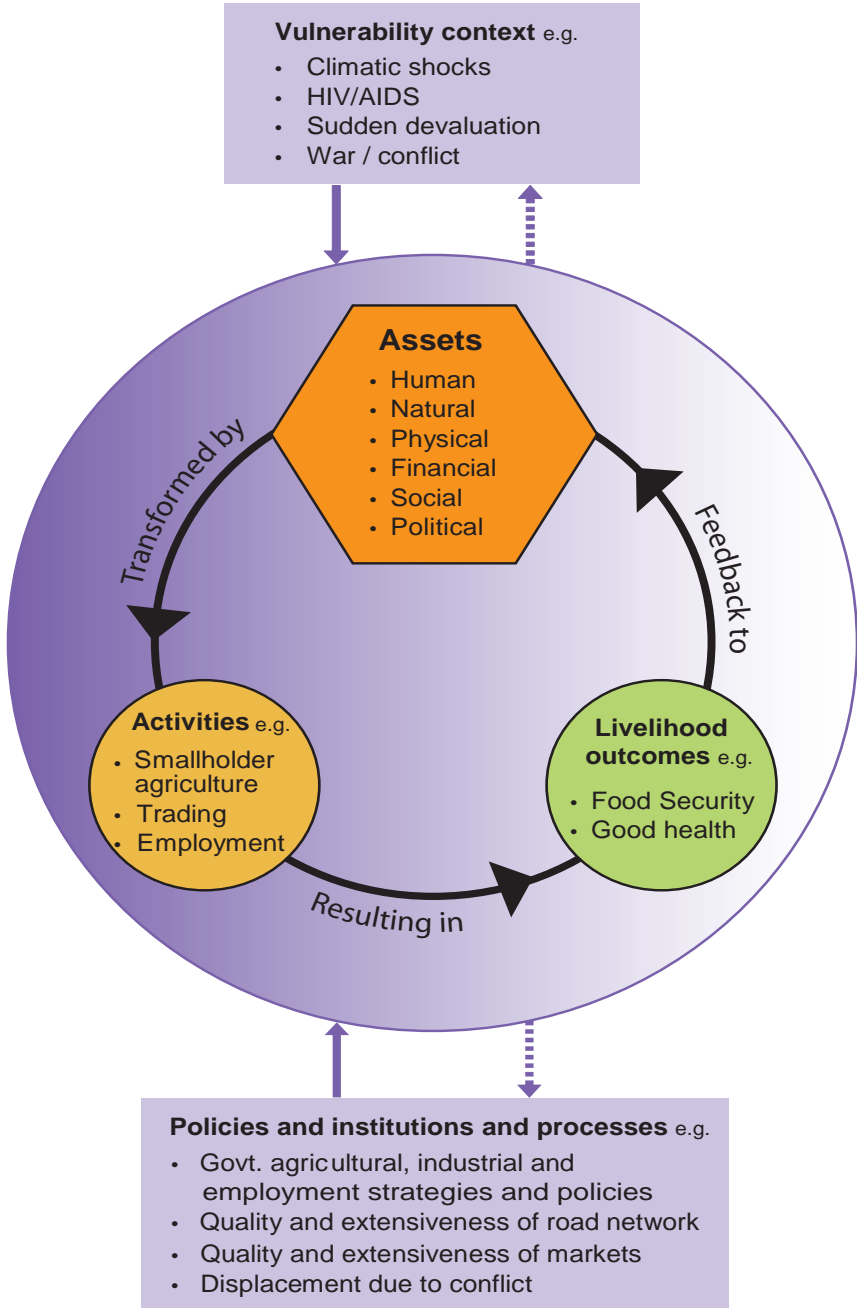 Vulnerability context e.g.
• Climatic shocks
• HIV/AIDS
• Sudden devaluation
• War / conflict
Assets
• Human
• Natural
• Physical
• Financial
• Social
• Political
Transformed by
Feedback to
Activities e.g.
• Smallholder
agriculture
• Trading
• Employment
Livelihood
outcomes e.g.
• Food Security
• Good health
Resulting in
Policies and institutions and processes e.g.
• Govt. agricultural, industrial and
employment strategies and policies
• Quality and extensiveness of road network
• Quality and extensiveness of markets
• Displacement due to conflict